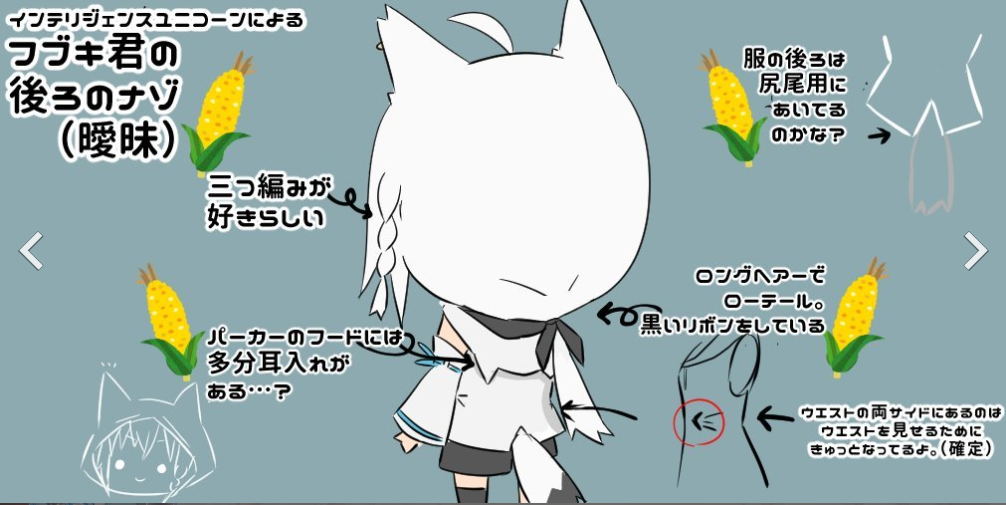 インテリジェンスユニコーンによる
フブキ君の
後ろのナゾ
(曖昧)
服の後ろは
尻尾用に
あいてる
のかな?
三つ編みが
好きらしい
ロングヘアーで
ローテール。
黒いリボンをしている
パーカーのフードには
多分耳入れが
ある…?
ウエストの両サイドにあるのは
ウエストを見せるために
きゅっとなってるよ。(確定)